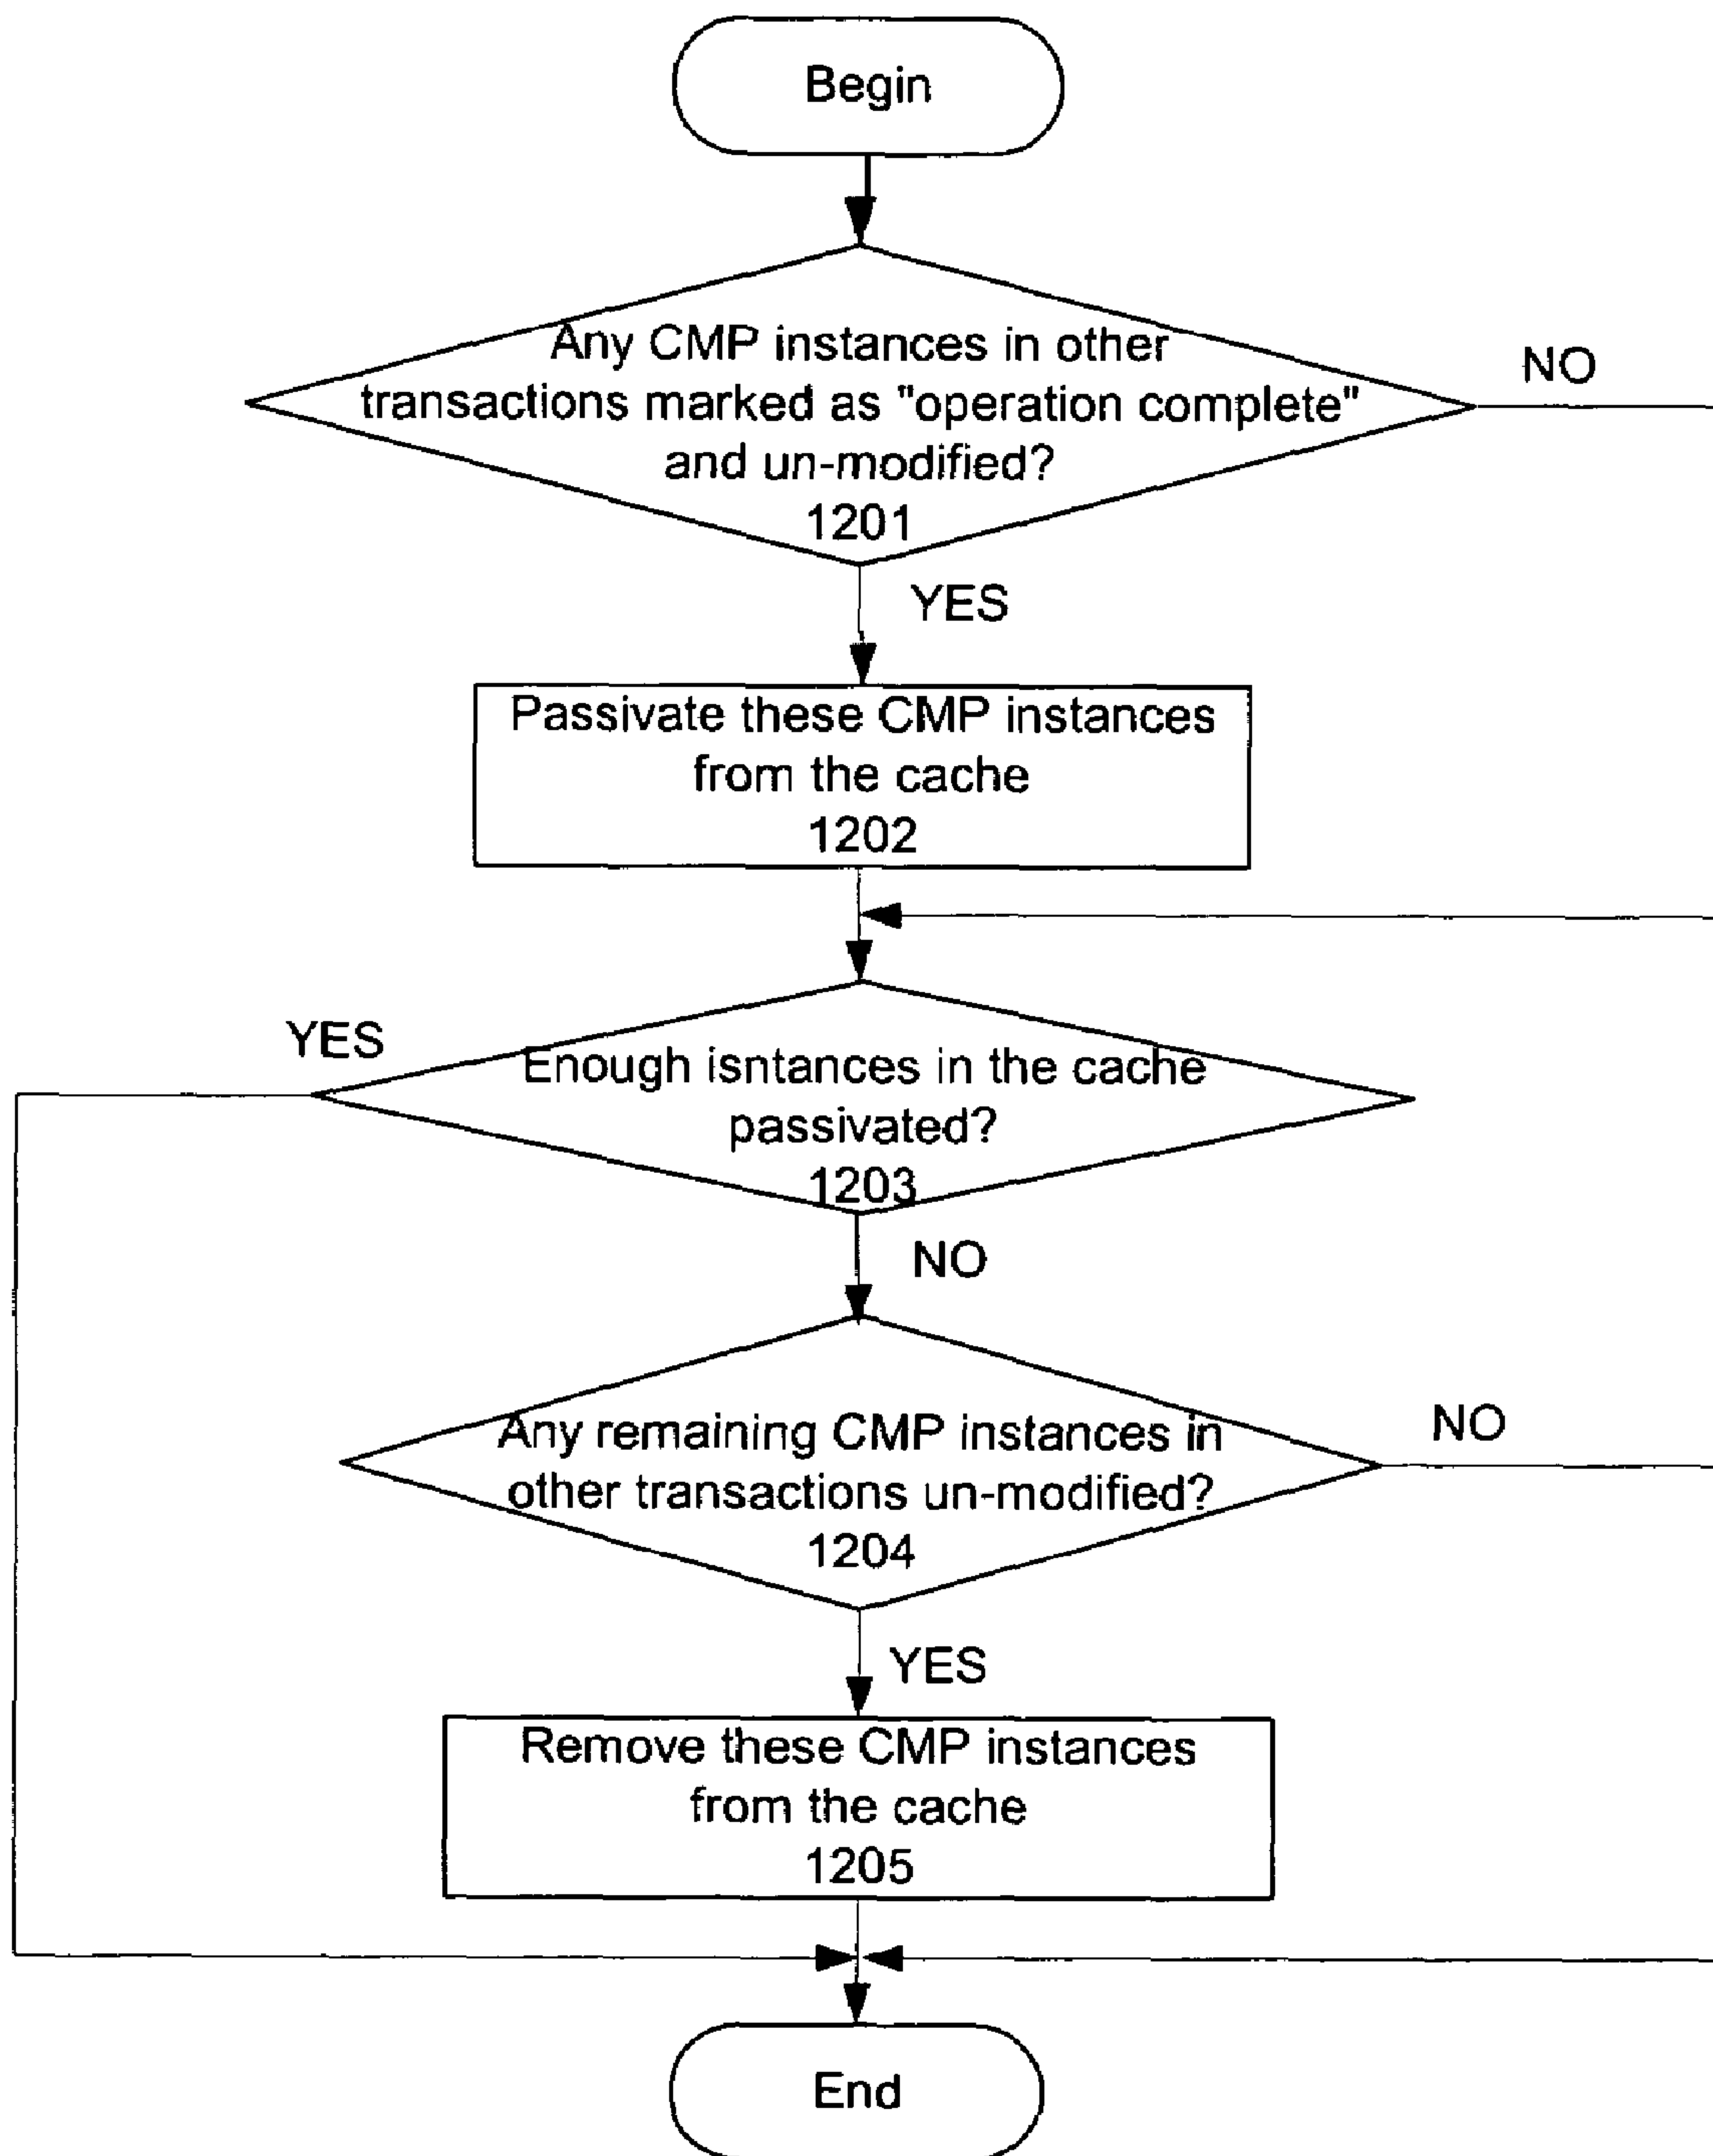 Begin
Any CMP instances in other
transactions marked as "operation complete"
and un-modified?
1201
NO
YES
Passivate these CMP instances
from the cache
1202
YES
Enough isntances in the cache
passivated?
1203
NO
Any remaining CMP instances in
other transactions un-modified?
1204
NO
YES
Remove these CMP instances
from the cache
1205
End